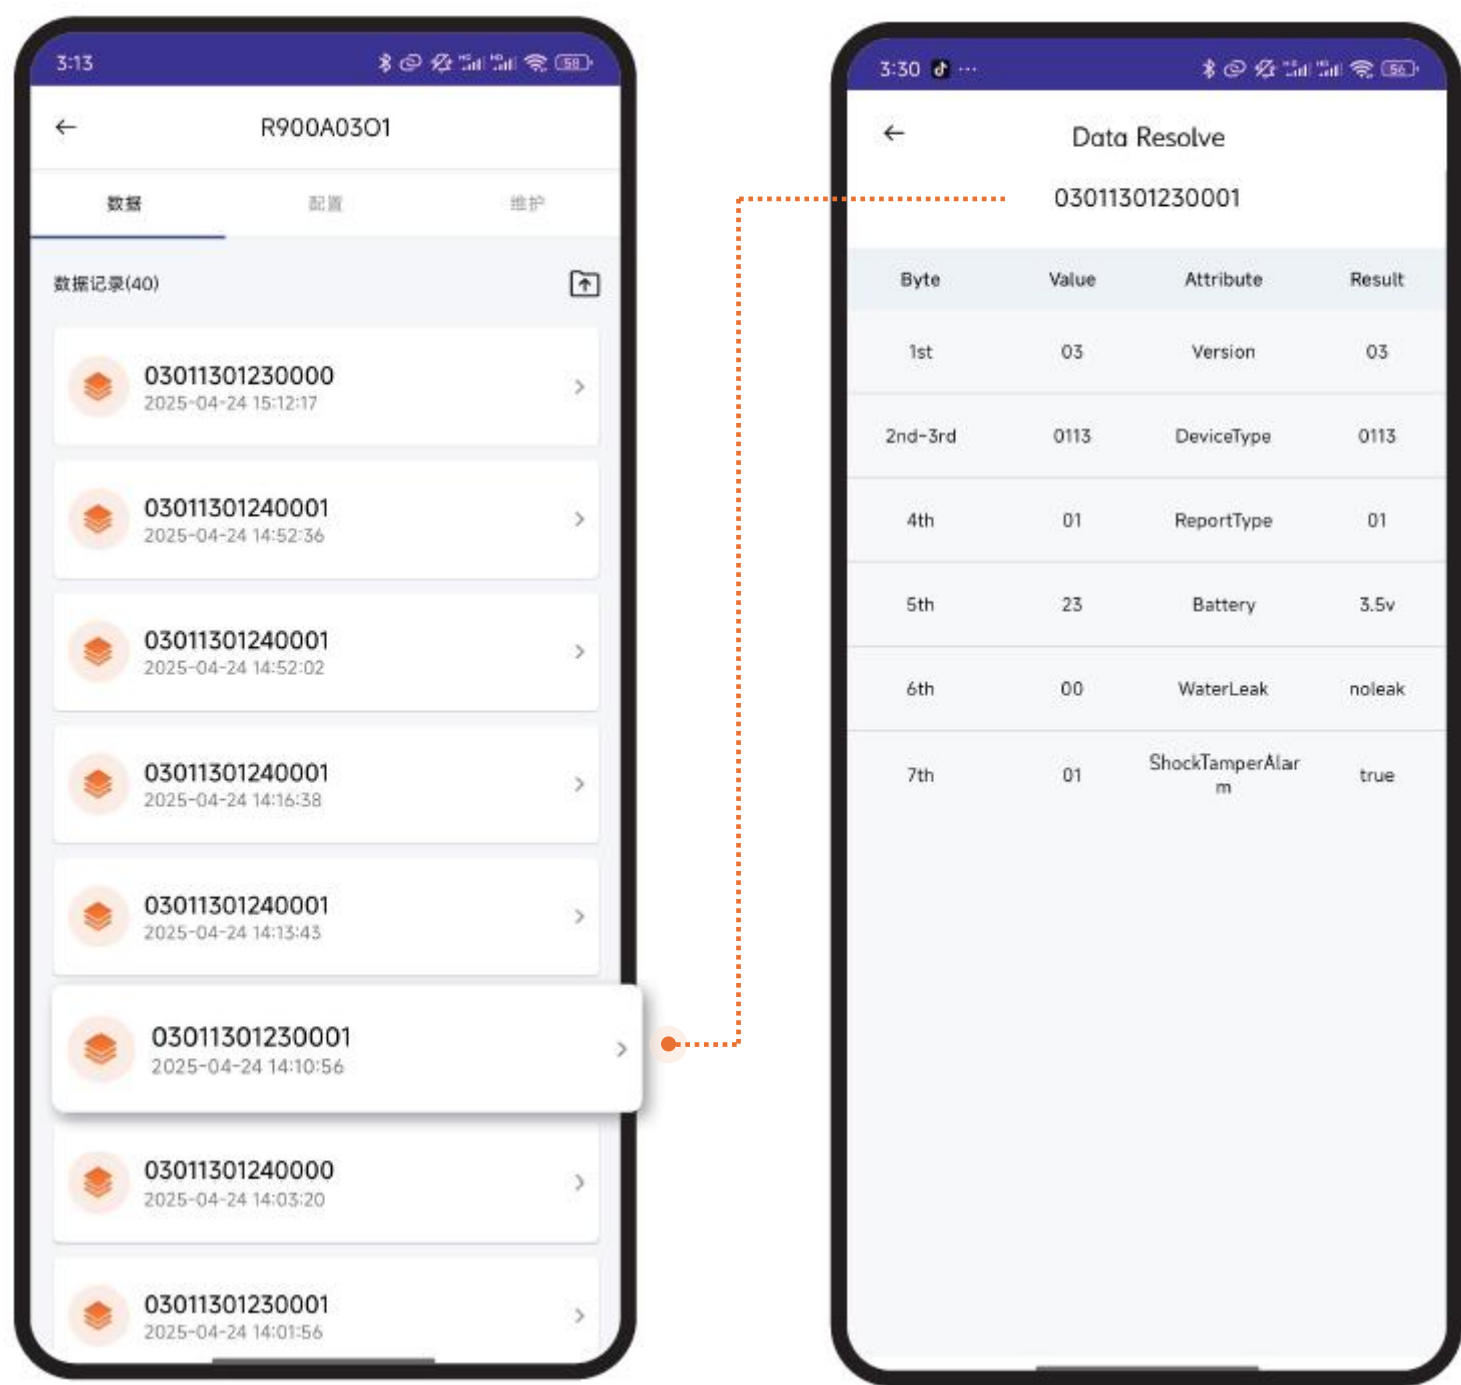 3:13
58
R900A03O1
数据 配置 维护
数据记录(40)
03011301230000
2025-04-24 15:12:17
03011301240001
2025-04-24 14:52:36
03011301240001
2025-04-24 14:52:02
03011301240001
2025-04-24 14:16:38
03011301240001
2025-04-24 14:13:43
03011301230001
2025-04-24 14:10:56
03011301240000
2025-04-24 14:03:20
03011301230001
2025-04-24 14:01:56
3:30 ···
56
Data Resolve
03011301230001
Byte Value Attribute Result
1st 03 Version 03
2nd-3rd 0113 DeviceType 0113
4th 01 ReportType 01
5th 23 Battery 3.5v
6th 00 WaterLeak noleak
7th 01 ShockTamperAlar true
m